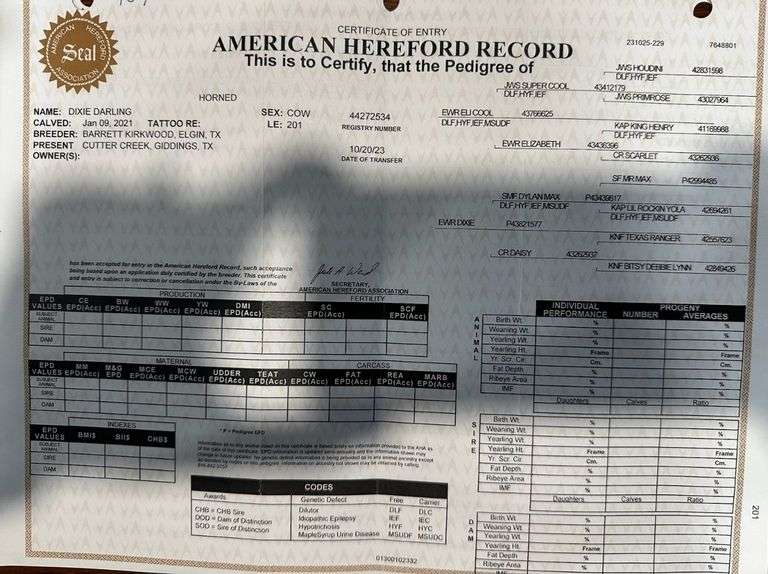 CERTIFICATE OF ENTRY
AMERICAN HEREFORD RECORD
This is to Certify, that the Pedigree of
231025-229
7648801
AMERICAN HEREFORD ASSOCIATION
Seal
HORNED
NAME: DIXIE DARLING
CALVED: Jan 09, 2021 TATTOO RE:
BREEDER: BARRETT KIRKWOOD, ELGIN, TX
PRESENT CUTTER CREEK, GIDDINGS, TX
OWNER(S):
SEX: COW
LE: 201
44272534
REGISTRY NUMBER
10/20/23
DATE OF TRANSFER
JWS HOUDINI 42831598
DLF,HYF,IEF
JWS SUPER COOL 43412179
DLF,HYF,IEF
JWS PRIMROSE 43027964
EWR ELI COOL 43766625
DLF,HYF,IEF,MSUDF
KAP KING HENRY 41169988
DLF,HYF,IEF
EWR ELIZABETH 43436396
CR SCARLET 43262936
SF MR MAX P42994485
SMF DYLAN MAX P43439617
DLF,HYF,IEF,MSUDF
KAP LIL ROCKIN YOLA 42694261
DLF,HYF,IEF,MSUDF
EWR DIXIE P43821577
KNF TEXAS RANGER 42557623
CR DAISY 43262937
KNF BITSY DEBBIE LYNN 42849426
has been accepted for entry in the American Hereford Record, such acceptance
being based upon an application duly certified by the breeder. This certificate
and entry is subject to correction or cancellation under the By-Laws of the
SECRETARY,
AMERICAN HEREFORD ASSOCIATION
PRODUCTION
FERTILITY
EPD VALUES CE EPD(Acc) BW EPD(Acc) WW EPD(Acc) YW EPD(Acc) DMI EPD(Acc) SC EPD(Acc) SCF EPD(Acc)
SUBJECT ANIMAL
SIRE
DAM
MATERNAL
CARCASS
EPD VALUES MM EPD(Acc) M&G EPD MCE EPD(Acc) MCW EPD(Acc) UDDER EPD(Acc) TEAT EPD(Acc) CW EPD(Acc) FAT EPD(Acc) REA EPD(Acc) MARB EPD(Acc)
SUBJECT ANIMAL
SIRE
DAM
INDEXES
EPD VALUES BMI$ BII$ CHB$
SUBJECT ANIMAL
SIRE
DAM
* P = Pedigree EPD
CODES
Awards Genetic Defect Free Carrier
CHB = CHB Sire Dilutor DLF DLC
DOD = Dam of Distinction Idiopathic Epilepsy IEF IEC
SOD = Sire of Distinction Hypotrichosis HYF HYC
MapleSyrup Urine Disease MSUDF MSUDC
01300102332
INDIVIDUAL PERFORMANCE
PROGENY
NUMBER AVERAGES
ANIMAL
Birth Wt. % %
Weaning Wt. % %
Yearling Wt. % %
Yearling Ht. Frame Frame
Yr. Scr. Cir. Cm. Cm.
Fat Depth % %
Ribeye Area % %
IMF % %
Daughters Calves Ratio
SIRE
Birth Wt. % %
Weaning Wt. % %
Yearling Wt. % %
Yearling Ht. Frame Frame
Yr. Scr. Cir. Cm. Cm.
Fat Depth % %
Ribeye Area % %
IMF % %
Daughters Calves Ratio
DAM
Birth Wt. % %
Weaning Wt. % %
Yearling Wt. % %
Yearling Ht. Frame Frame
Fat Depth % %
Ribeye Area % %
IMF % %
201